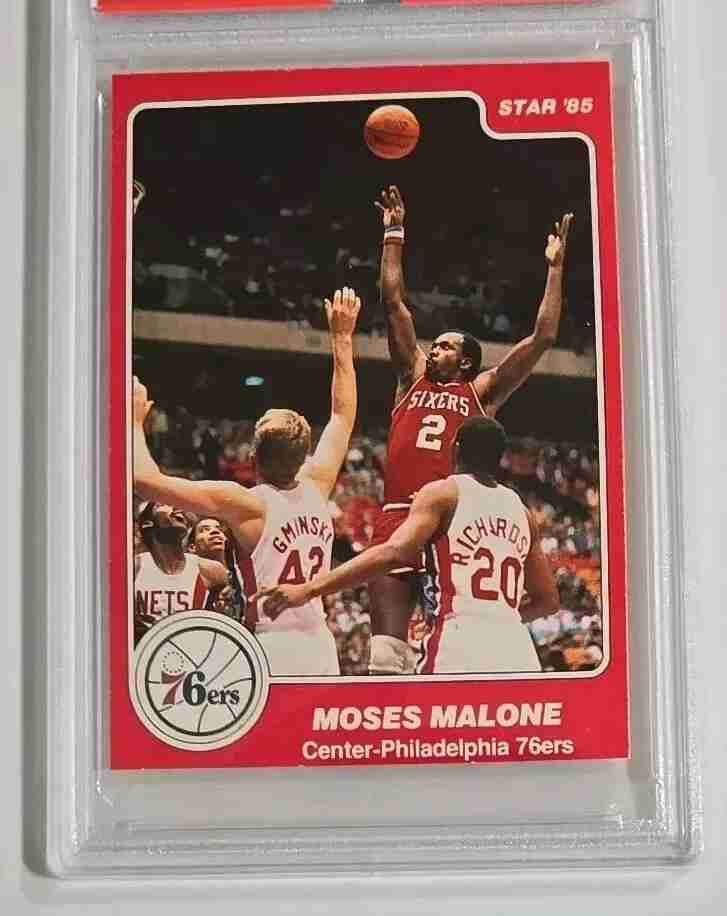 STAR '85
SIXERS
2
GMINSKI
42
RICHARDS
20
NETS
76ers
MOSES MALONE
Center-Philadelphia 76ers